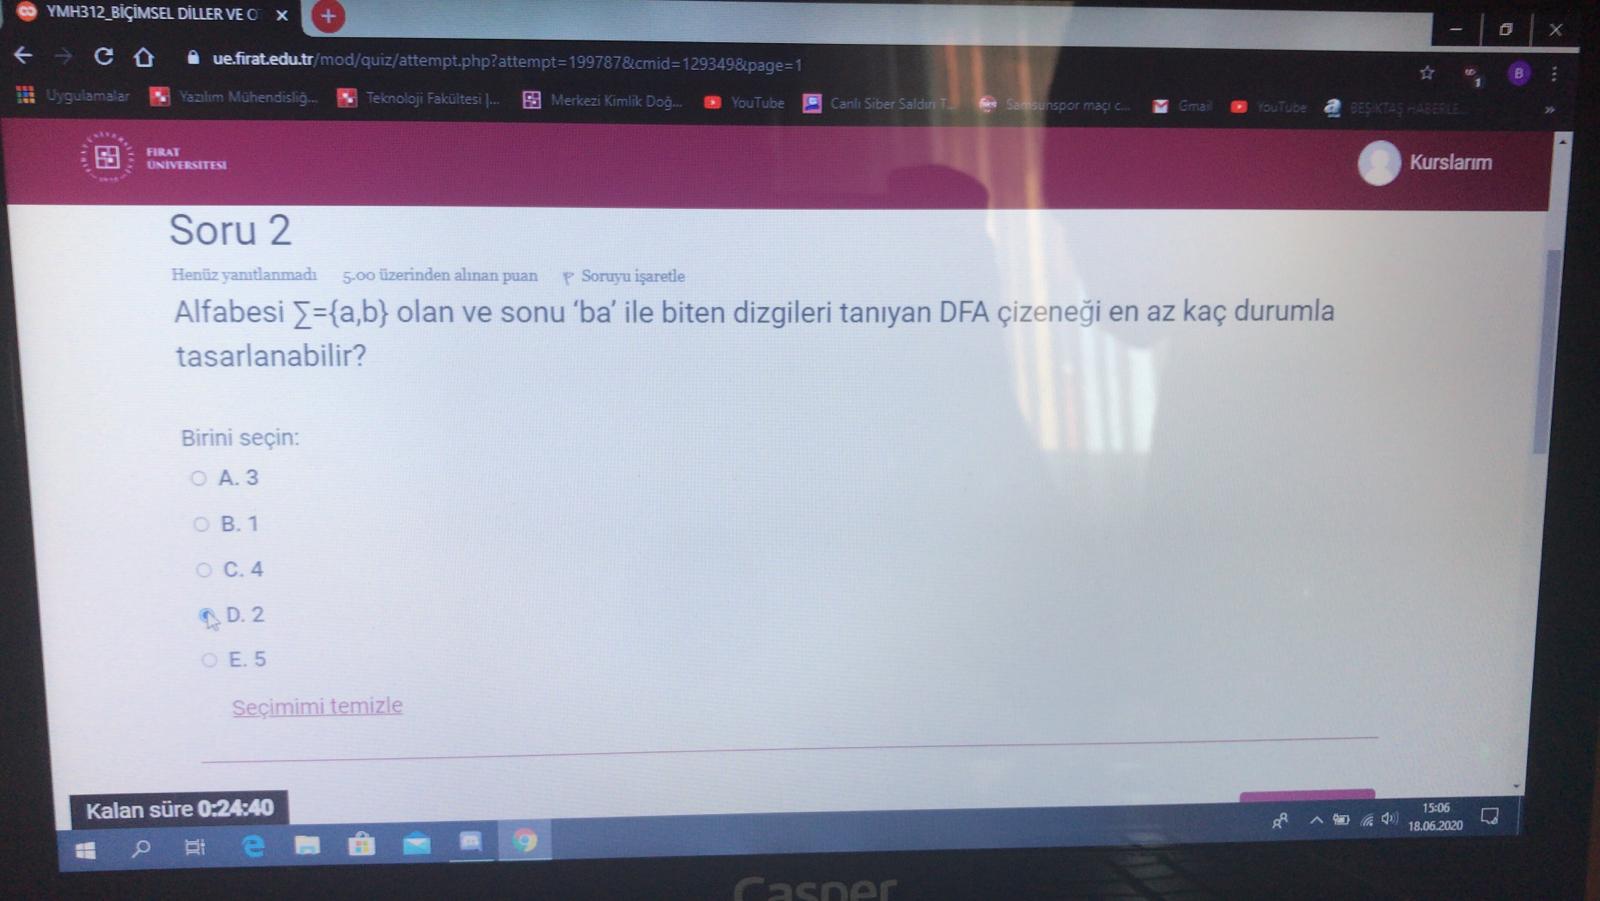 YMH312_BİÇİMSEL DİLLER VE O
ue.firat.edu.tr/mod/quiz/attempt.php?attempt=199787&cmid=129349&page=1
1
B
Uygulamalar
Yazılım Mühendisliğ...
Teknoloji Fakültesi |...
Merkezi Kimlik Doğ...
YouTube
Canlı Siber Saldırı T...
Samsunspor maçı c...
Gmail
YouTube
BEŞİKTAŞ HABERLE...
FIRAT
ÜNİVERSİTESİ
Kurslarım
Soru 2
Henüz yanıtlanmadı 5.00 üzerinden alınan puan Soruyu işaretle
Alfabesi ∑={a,b} olan ve sonu ‘ba’ ile biten dizgileri tanıyan DFA çizeneği en az kaç durumla
tasarlanabilir?
Birini seçin:
A. 3
B. 1
C. 4
D. 2
E. 5
Seçimimi temizle
Kalan süre 0:24:40
15:06
18.06.2020
Casper